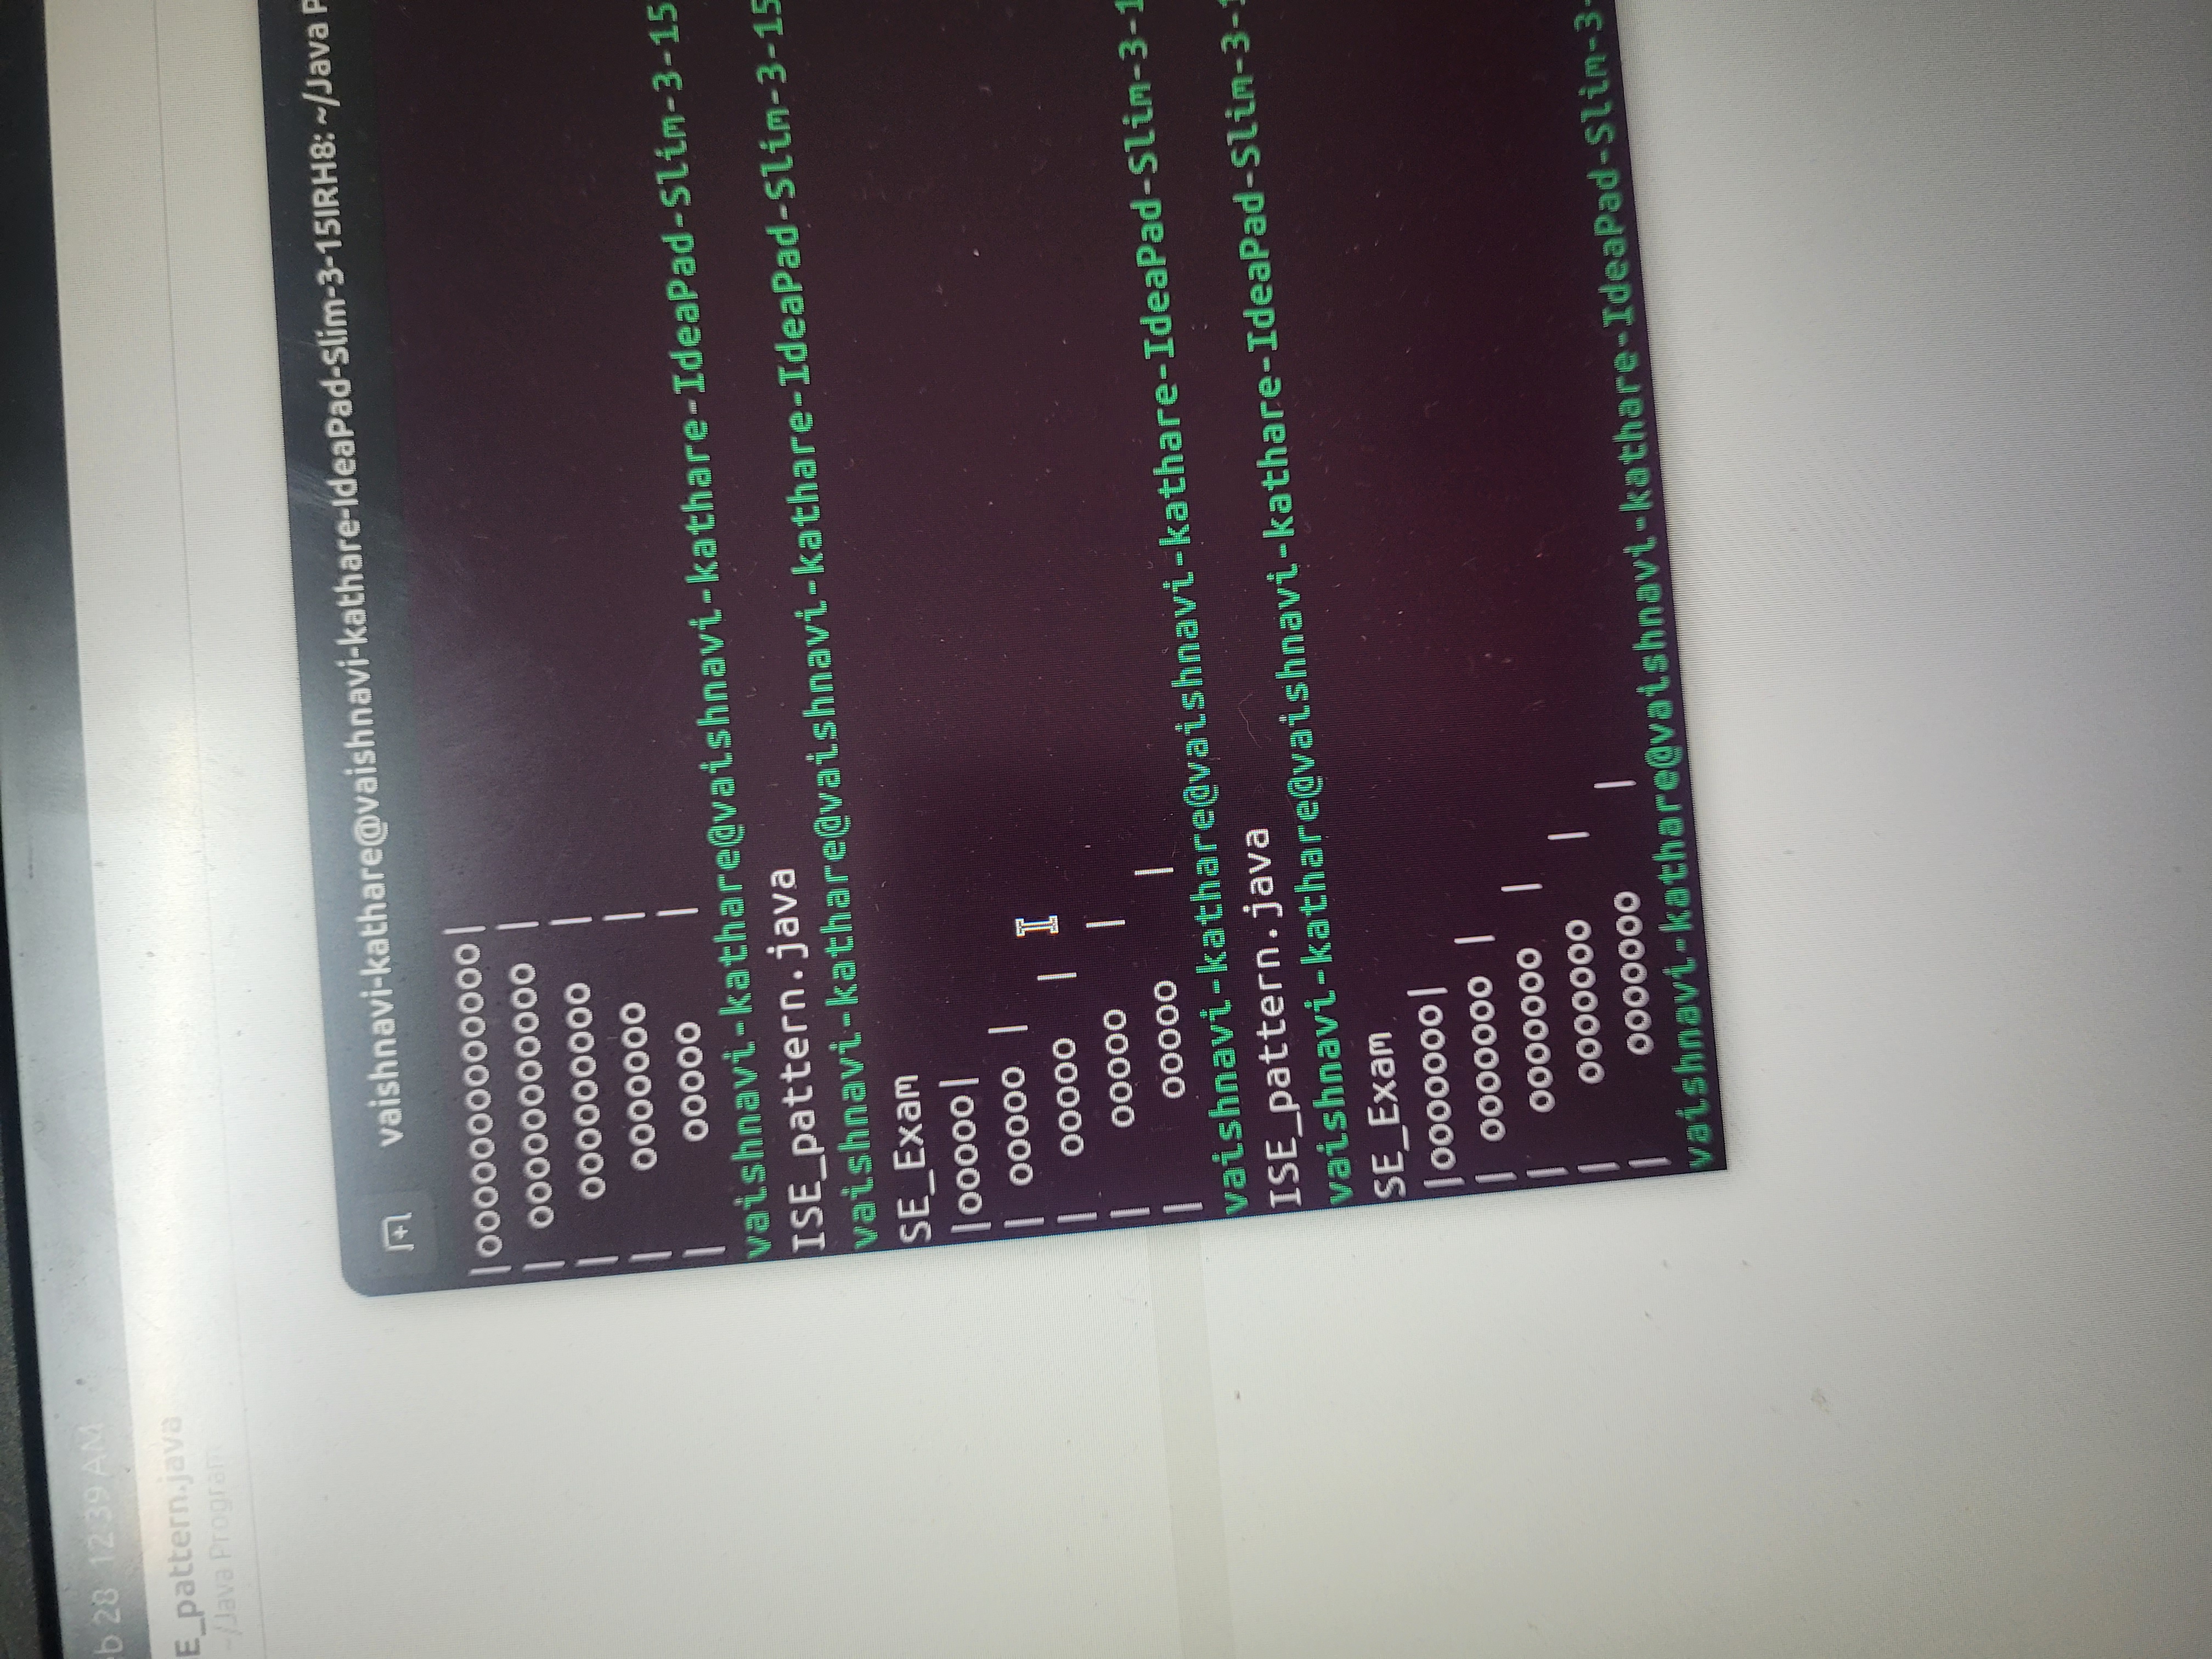 eb 28 12:39 AM
SE_pattern.java
~/Java Program
vaishnavi-kathare@vaishnavi-kathare-IdeaPad-Slim-3-15IRH8: ~/Java P
|ooooooooooooo|
| ooooooooooo |
|  ooooooooo  |
|   ooooooo   |
|    ooooo    |
vaishnavi-kathare@vaishnavi-kathare-IdeaPad-Slim-3-15
ISE_pattern.java
vaishnavi-kathare@vaishnavi-kathare-IdeaPad-Slim-3-15
SE_Exam
|ooooo|
| ooooo |
|  ooooo  |
|   ooooo   |
|    ooooo    |
vaishnavi-kathare@vaishnavi-kathare-IdeaPad-Slim-3-1
ISE_pattern.java
vaishnavi-kathare@vaishnavi-kathare-IdeaPad-Slim-3-1
SE_Exam
|ooooooo|
| ooooooo |
|  ooooooo  |
|   ooooooo   |
|    ooooooo    |
vaishnavi-kathare@vaishnavi-kathare-IdeaPad-Slim-3-